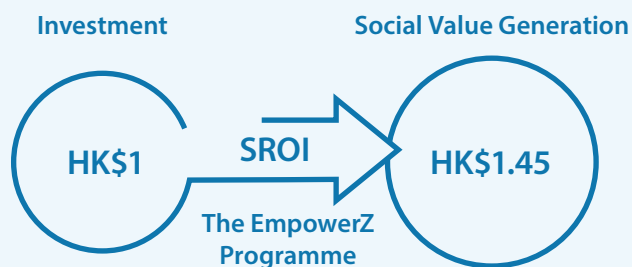 Investment
Social Value Generation
HK$1
SROI
HK$1.45
The EmpowerZ
Programme